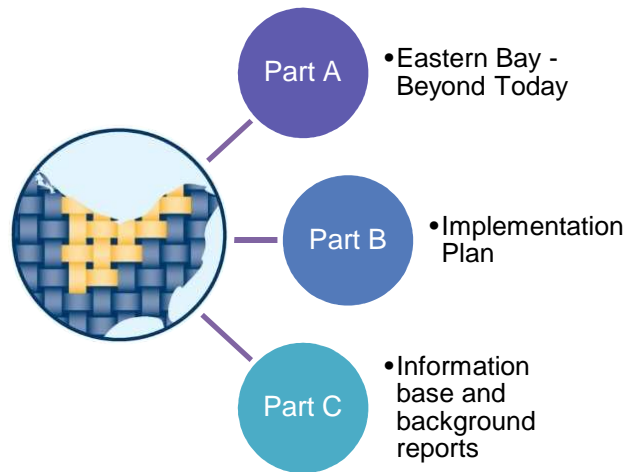 Part A
•Eastern Bay -
Beyond Today
Part B
•Implementation
Plan
Part C
•Information
base and
background
reports